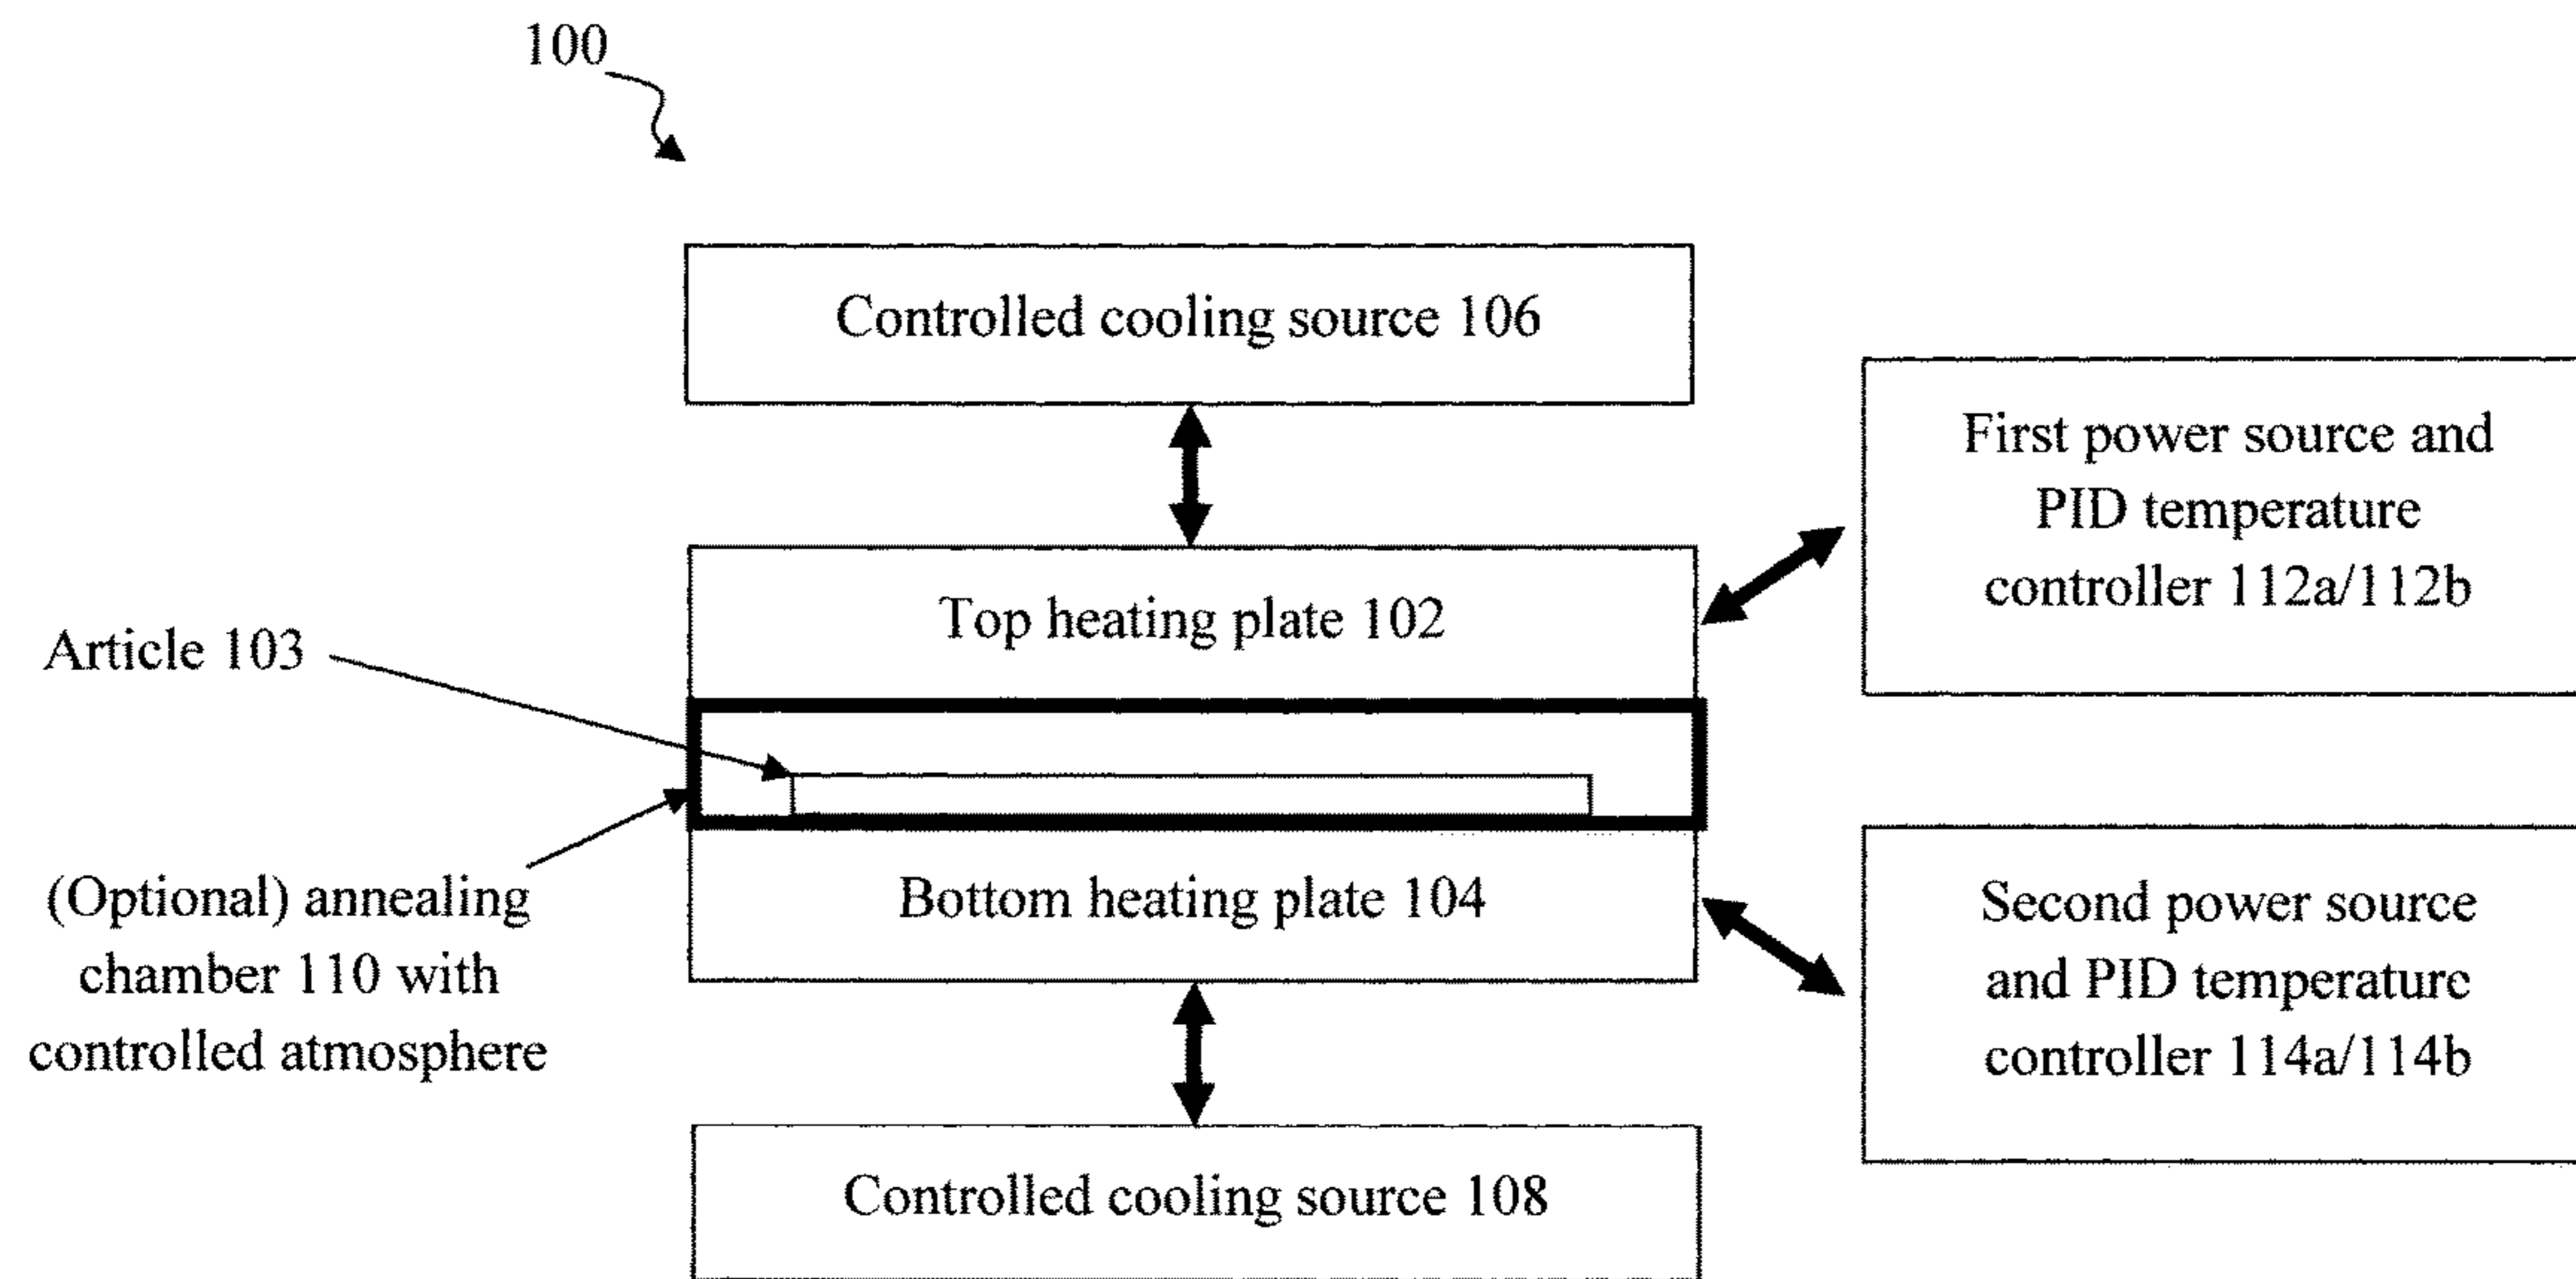 100
Controlled cooling source 106
First power source and
PID temperature
controller 112a/112b
Top heating plate 102
Article 103
Bottom heating plate 104
(Optional) annealing
chamber 110 with
controlled atmosphere
Second power source
and PID temperature
controller 114a/114b
Controlled cooling source 108